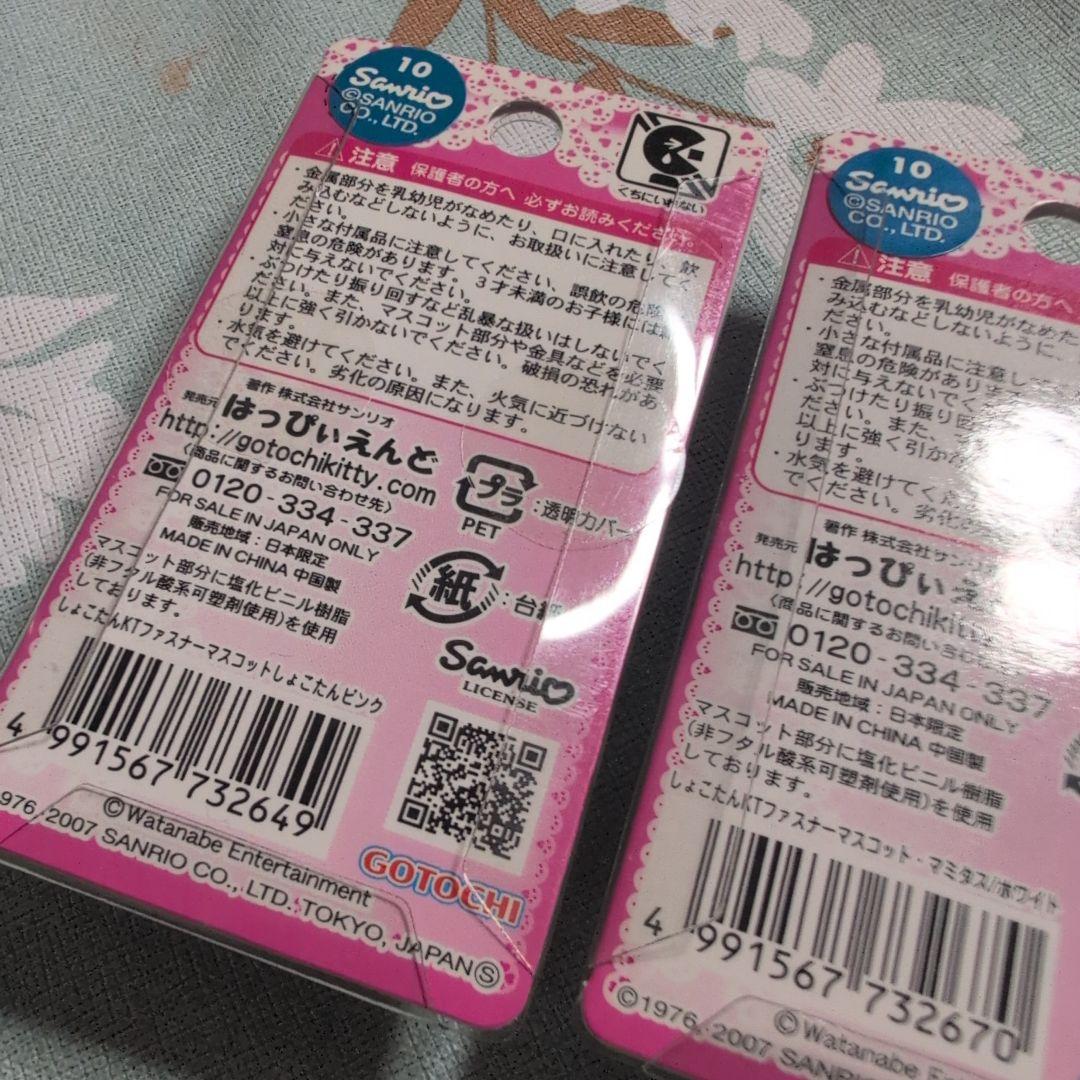 10
Sanrio
©SANRIO
CO., LTD.
くちにいれない
⚠注意 保護者の方へ 必ずお読みください。
・金属部分を乳幼児がなめたり、口に入れたり、飲
み込むなどしないように、お取扱いに注意してく
ださい。
・小さな付属品に注意してください、誤飲の危険、
窒息の危険があります。3才未満のお子様には絶
対に与えないでください。
・ぶつけたり振り回すなど乱暴な扱いはしないでく
ださい。また、マスコット部分や金具などを必要
以上に強く引かないでください。破損の恐れがあ
ります。
・水気を避けてください。また、火気に近づけない
でください。劣化の原因になります。
著作 株式会社サンリオ
発売元 はっぴぃえんど
http://gotochikitty.com
〈商品に関するお問い合わせ先〉
0120-334-337
FOR SALE IN JAPAN ONLY
販売地域:日本限定
MADE IN CHINA 中国製
マスコット部分に塩化ビニル樹脂
(非フタル酸系可塑剤使用)を使用
しております。
しょこたんKTファスナーマスコットしょこたんピンク
プラ
PET
:透明カバー
紙
:台紙
Sanrio
LICENSE
4 991567 732649
GOTOCHI
©Watanabe Entertainment
1976, 2007 SANRIO CO., LTD. TOKYO, JAPAN Ⓢ
10
Sanrio
©SANRIO
CO., LTD.
⚠注意 保護者の方へ
・金属部分を乳幼児がなめた
み込むなどしないように、
ださい。
・小さな付属品に注意し
窒息の危険があります
対に与えないでくだ
・ぶつけたり振り回
ださい。また、
以上に強く引か
ります。
・水気を避けてくだ
でください。劣化の
著作 株式会社サンリオ
発売元 はっぴぃえ
http://gotochikitty
〈商品に関するお問い合わせ
0120-334-337
FOR SALE IN JAPAN ONLY
販売地域:日本限定
MADE IN CHINA 中国製
マスコット部分に塩化ビニル樹脂
(非フタル酸系可塑剤使用)を使用
しております。
しょこたんKTファスナーマスコット・マミタス/ホワイト
4 991567 732670
©Watanabe
©1976, 2007 SAN